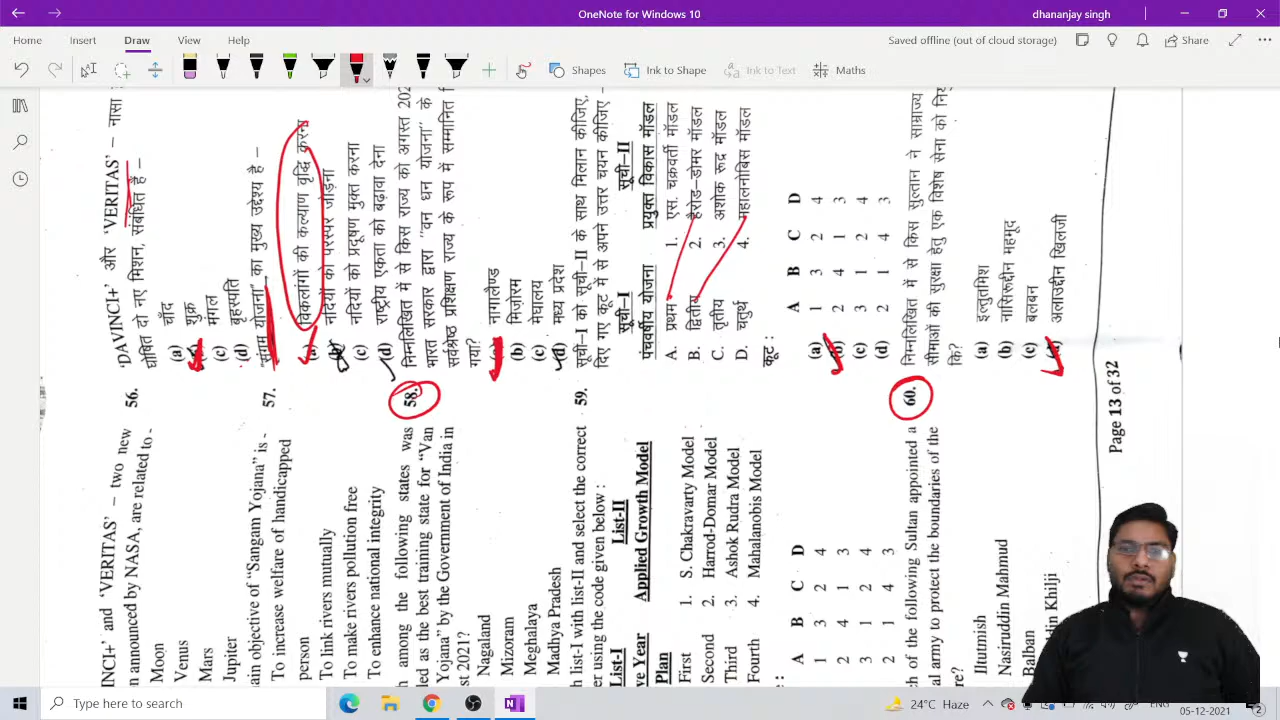 OneNote for Windows 10
dhananjay singh
Home
Insert
Draw
View
Help
Saved offline (out of cloud storage)
Share
Shapes
Ink to Shape
Ink to Text
Maths
56. 'DAVINCI+' और 'VERITAS' – नासा
घोषित दो नए मिशन, संबंधित हैं –
(a) चाँद
शुक्र
(c) मंगल
(d) बृहस्पति
57. "संगम योजना" का मुख्य उद्देश्य है –
(a) विकलांगों की कल्याण वृद्धि करना
(b) नदियों को परस्पर जोड़ना
(c) नदियों को प्रदूषण मुक्त करना
(d) राष्ट्रीय एकता को बढ़ावा देना
58. निम्नलिखित में से किस राज्य को अगस्त 202
भारत सरकार द्वारा "वन धन योजना" के
सर्वश्रेष्ठ प्रशिक्षण राज्य के रूप में सम्मानित
गया?
नागालैण्ड
(b) मिज़ोरम
(c) मेघालय
(d) मध्य प्रदेश
59. सूची–I को सूची–II के साथ मिलान कीजिए,
दिए गए कूट में से अपने उत्तर चयन कीजिए –
सूची–I सूची–II
पंचवर्षीय योजना प्रयुक्त विकास मॉडल
A. प्रथम 1. एस. चक्रवर्ती मॉडल
B. द्वितीय 2. हैरोड–डोमर मॉडल
C. तृतीय 3. अशोक रूद्र मॉडल
D. चतुर्थ 4. महालनोबिस मॉडल
कूट :
A B C D
(a) 1 3 2 4
(b) 2 4 1 3
(c) 3 1 2 4
(d) 2 1 4 3
60. निम्नलिखित में से किस सुल्तान ने साम्राज्य
सीमाओं की सुरक्षा हेतु एक विशेष सेना को
कि?
(a) इल्तुतमिश
(b) नासिरूद्दीन महमूद
(c) बलबन
अलाउद्दीन खिलजी
Page 13 of 32
INCI+' and 'VERITAS' – two new
n announced by NASA, are related to -
Moon
Venus
Mars
Jupiter
ain objective of "Sangam Yojana" is -
To increase welfare of handicapped
person
To link rivers mutually
To make rivers pollution free
To enhance national integrity
h among the following states was
led as the best training state for "Van
Yojana" by the Government of India in
st 2021?
Nagaland
Mizoram
Meghalaya
Madhya Pradesh
h list-I with list-II and select the correct
er using the code given below :
List-I List-II
ve Year Applied Growth Model
Plan
First 1. S. Chakravarty Model
Second 2. Harrod-Domar Model
Third 3. Ashok Rudra Model
Fourth 4. Mahalanobis Model
e :
A B C D
1 3 2 4
2 4 1 3
3 1 2 4
2 1 4 3
ch of the following Sultan appointed a
al army to protect the boundaries of the
re?
Iltutmish
Nasiruddin Mahmud
Balban
din Khilji
Type here to search
24°C Haze
ENG
05-12-2021